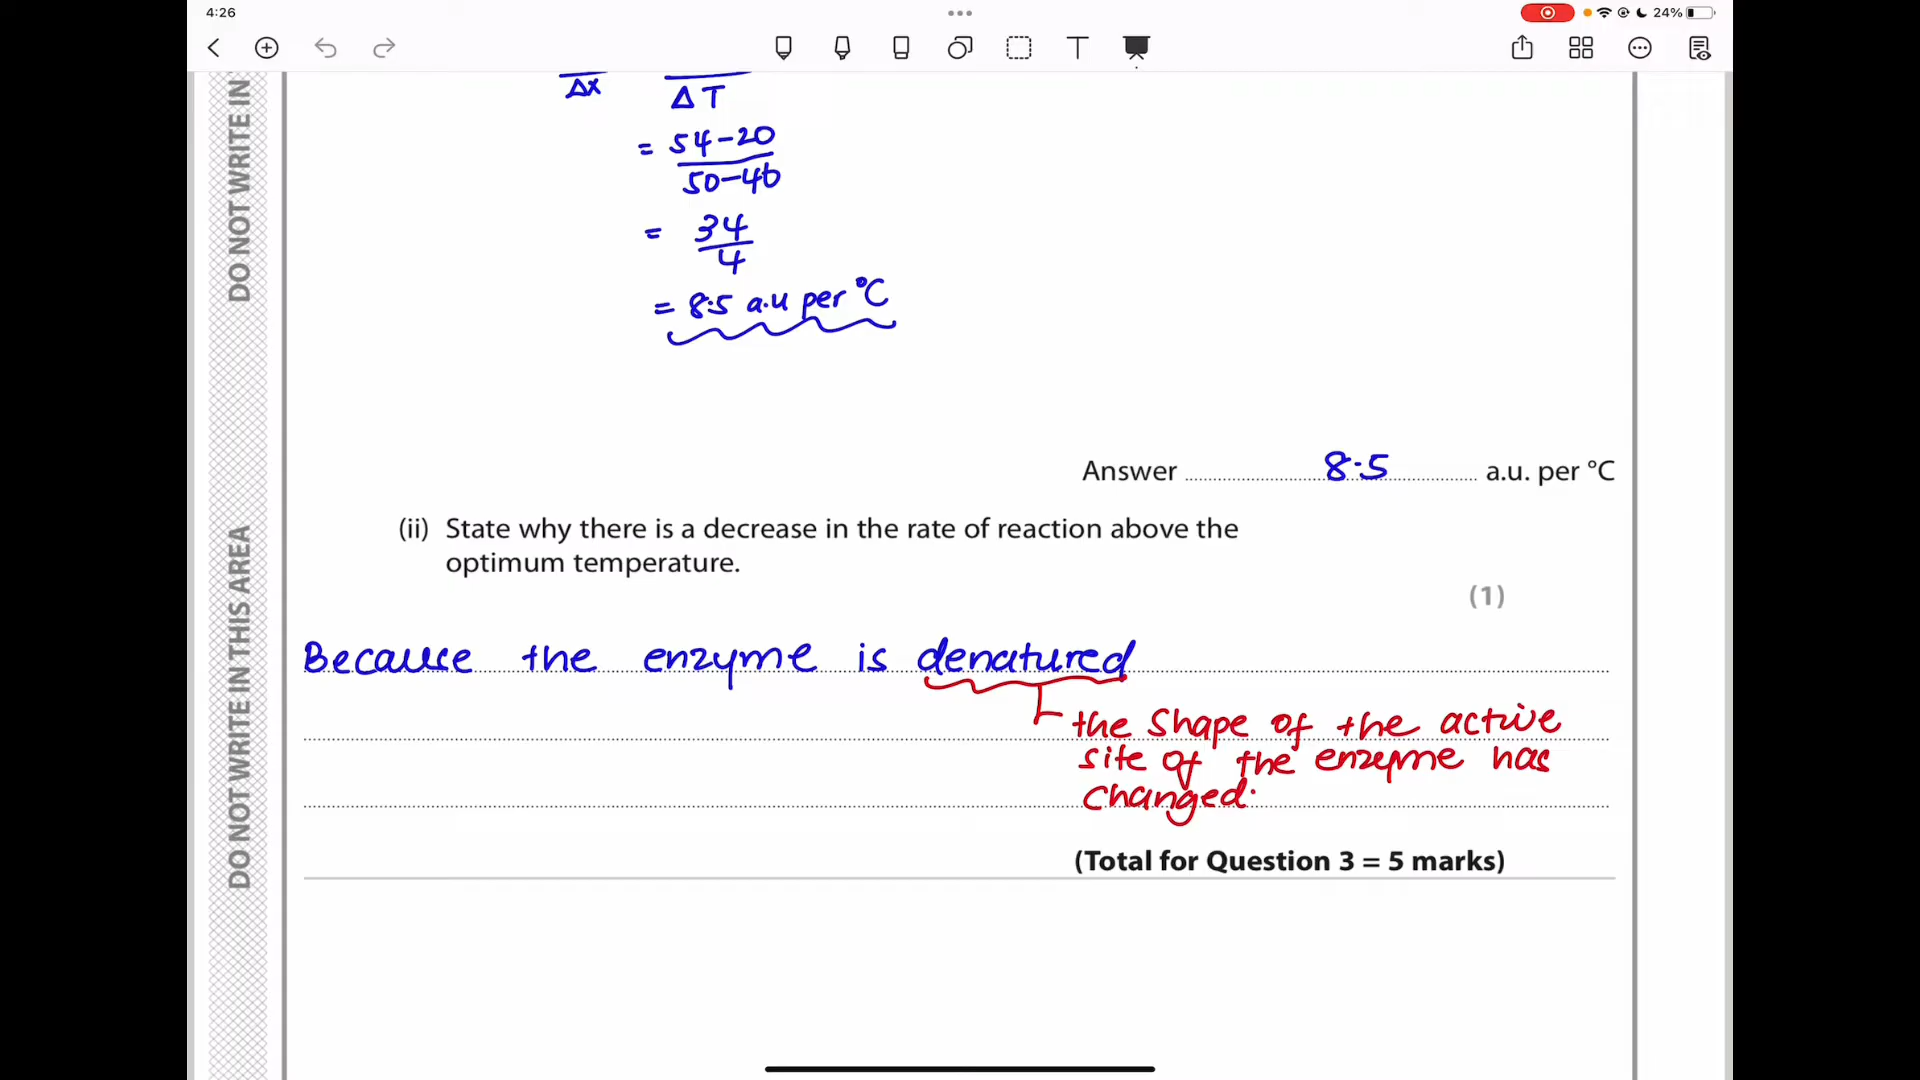 4:26
24%
DO NOT WRITE IN
Δx ΔT
= 54-20
50-46
= 34
4
= 8.5 a.u per °C
Answer 8.5 a.u. per °C
(ii) State why there is a decrease in the rate of reaction above the
optimum temperature.
(1)
DO NOT WRITE IN THIS AREA
Because the enzyme is denatured
the shape of the active
site of the enzyme has
changed.
(Total for Question 3 = 5 marks)